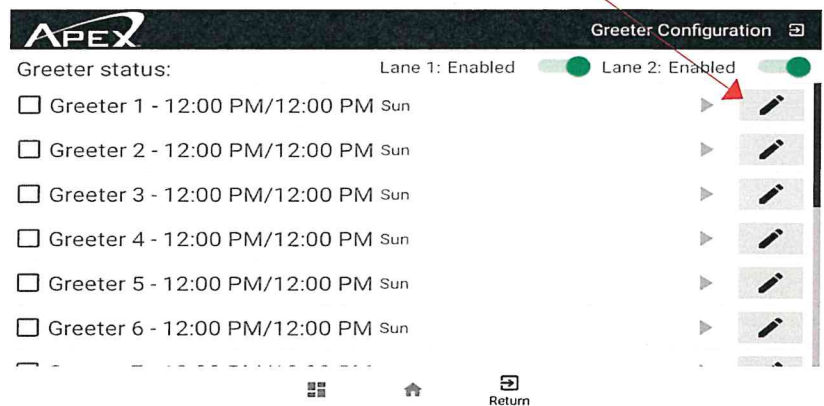 APEX
Greeter Configuration
Greeter status: Lane 1: Enabled Lane 2: Enabled
Greeter 1 - 12:00 PM/12:00 PM Sun
Greeter 2 - 12:00 PM/12:00 PM Sun
Greeter 3 - 12:00 PM/12:00 PM Sun
Greeter 4 - 12:00 PM/12:00 PM Sun
Greeter 5 - 12:00 PM/12:00 PM Sun
Greeter 6 - 12:00 PM/12:00 PM Sun
Return